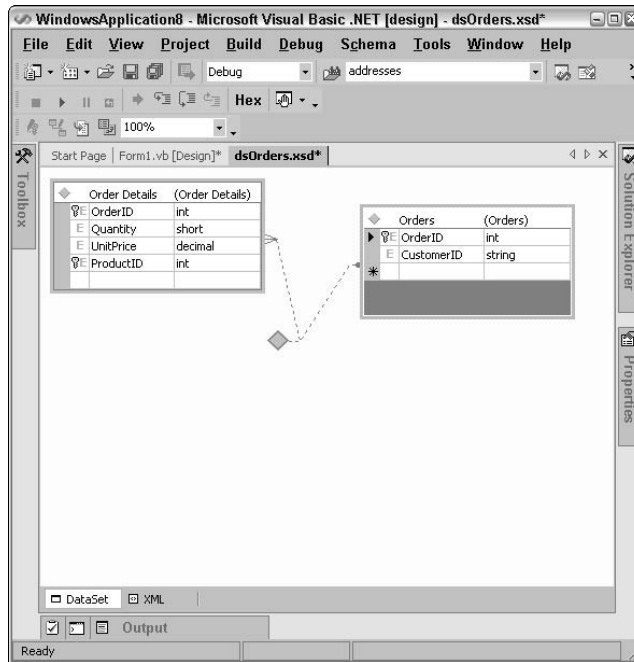 WindowsApplication8 - Microsoft Visual Basic .NET [design] - dsOrders.xsd*
File Edit View Project Build Debug Schema Tools Window Help
Debug addresses
Hex
100%
Start Page Form1.vb [Design]* dsOrders.xsd*
Toolbox
Order Details (Order Details)
E OrderID int
E Quantity short
E UnitPrice decimal
E ProductID int
Orders (Orders)
E OrderID int
E CustomerID string
Solution Explorer
Properties
DataSet XML
Output
Ready